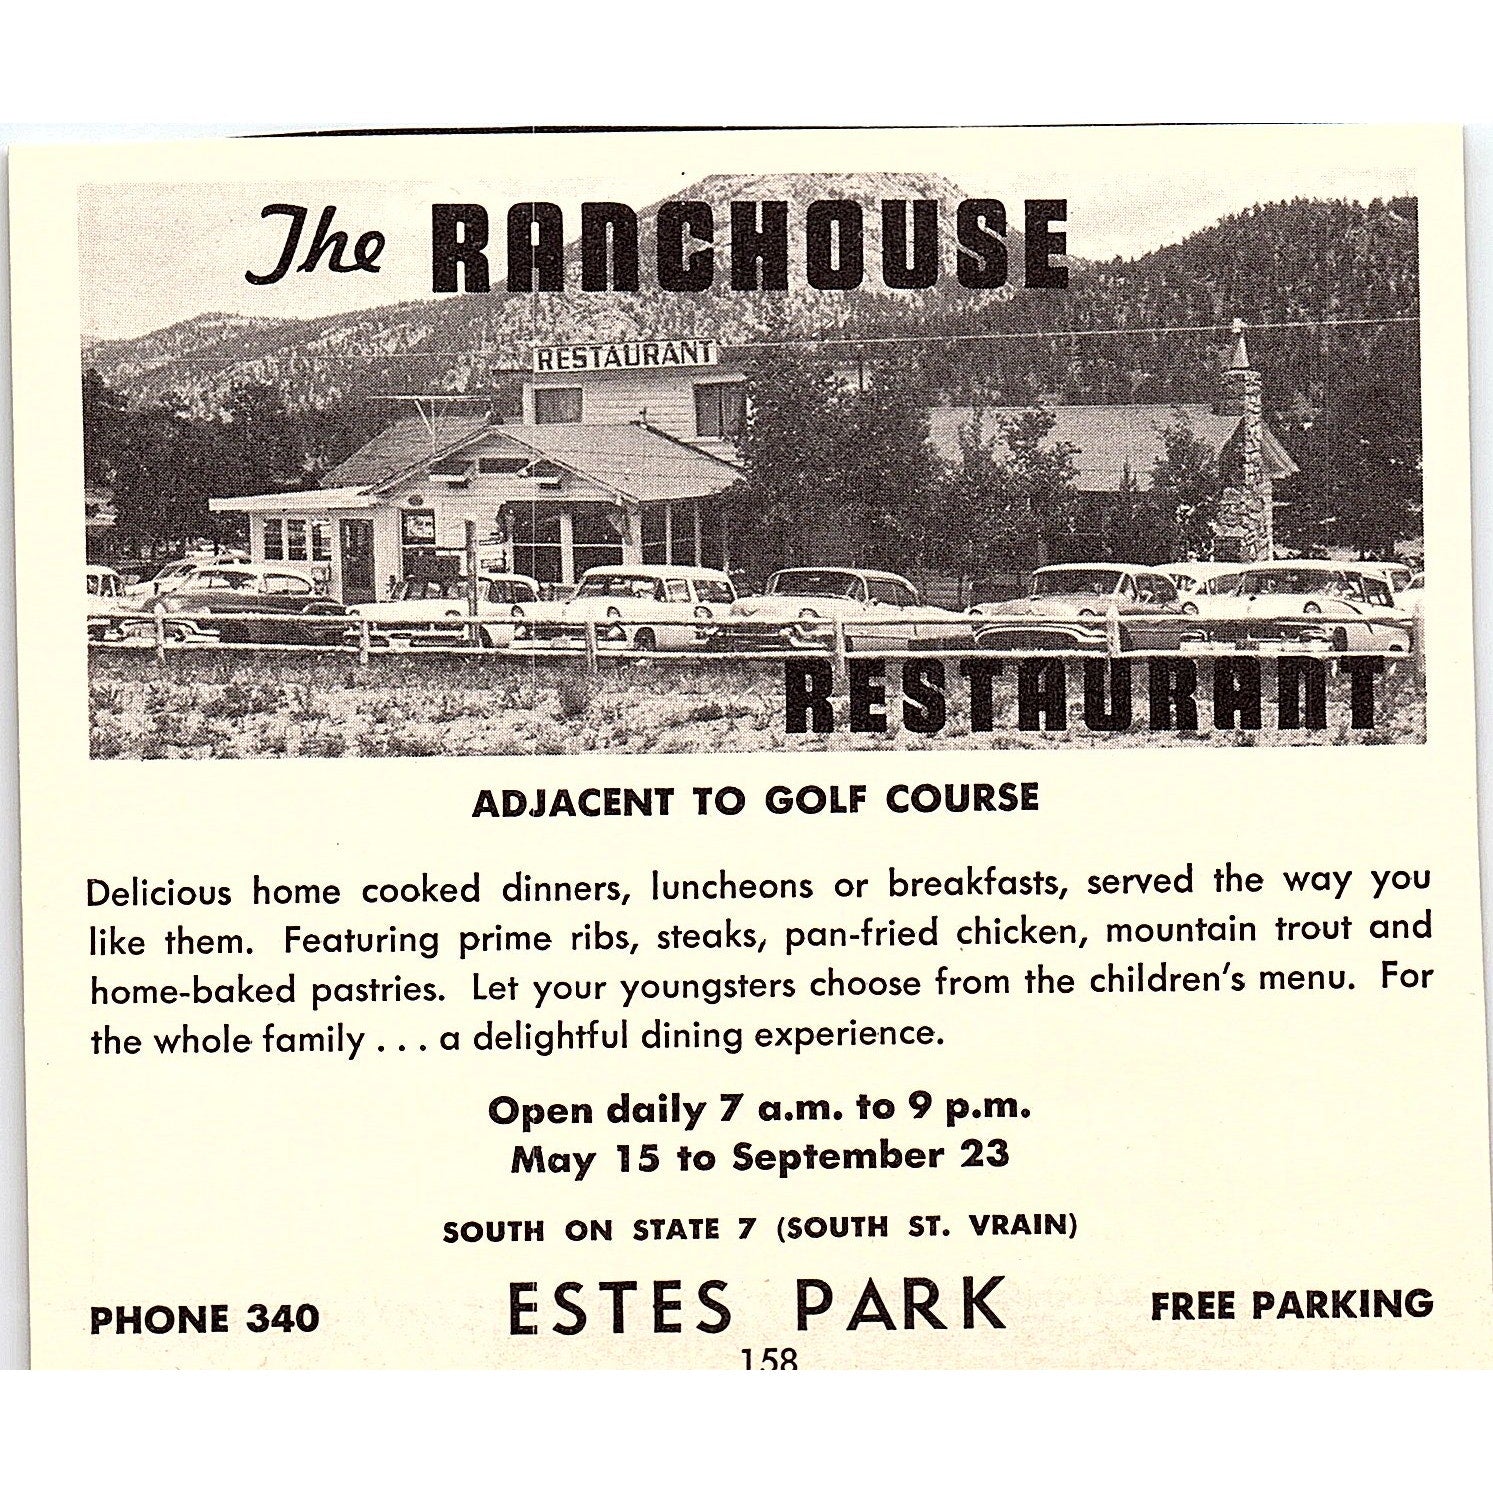 The RANCHOUSE
RESTAURANT
RESTAURANT
ADJACENT TO GOLF COURSE
Delicious home cooked dinners, luncheons or breakfasts, served the way you
like them. Featuring prime ribs, steaks, pan-fried chicken, mountain trout and
home-baked pastries. Let your youngsters choose from the children's menu. For
the whole family . . . a delightful dining experience.
Open daily 7 a.m. to 9 p.m.
May 15 to September 23
SOUTH ON STATE 7 (SOUTH ST. VRAIN)
PHONE 340 ESTES PARK FREE PARKING
158